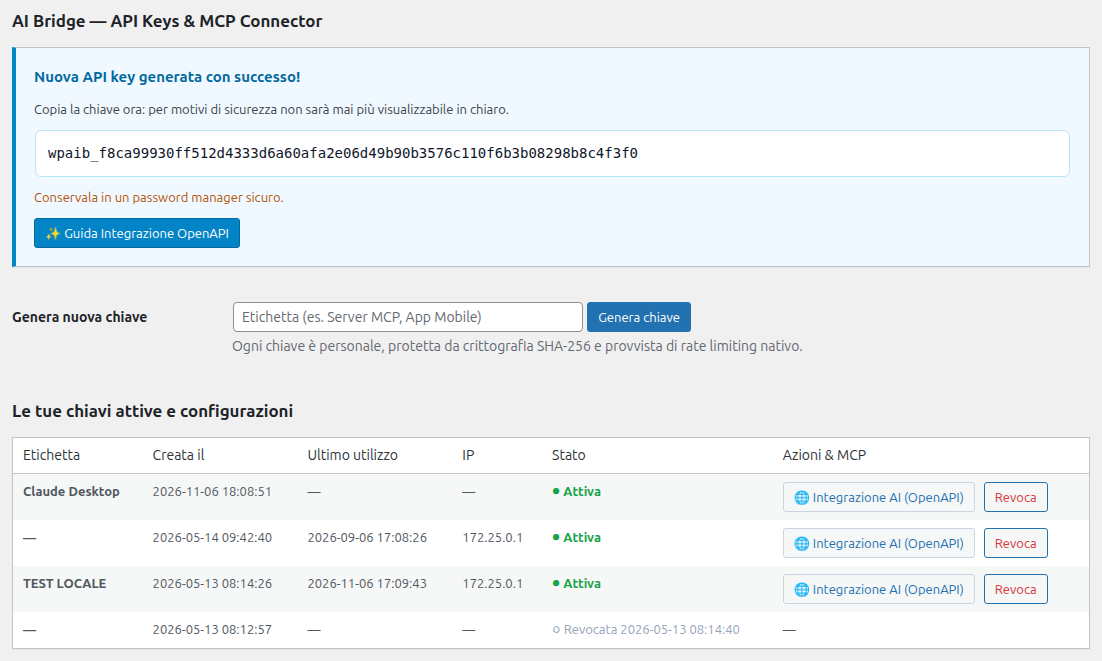 AI Bridge — API Keys & MCP Connector
Nuova API key generata con successo!
Copia la chiave ora: per motivi di sicurezza non sarà mai più visualizzabile in chiaro.
wpaib_f8ca99930ff512d4333d6a60afa2e06d49b90b3576c110f6b3b08298b8c4f3f0
Conservala in un password manager sicuro.
✨ Guida Integrazione OpenAPI
Genera nuova chiave
Etichetta (es. Server MCP, App Mobile)
Genera chiave
Ogni chiave è personale, protetta da crittografia SHA-256 e provvista di rate limiting nativo.
Le tue chiavi attive e configurazioni
Etichetta Creata il Ultimo utilizzo IP Stato Azioni & MCP
Claude Desktop 2026-11-06 18:08:51 — — ● Attiva 🌐 Integrazione AI (OpenAPI) Revoca
— 2026-05-14 09:42:40 2026-09-06 17:08:26 172.25.0.1 ● Attiva 🌐 Integrazione AI (OpenAPI) Revoca
TEST LOCALE 2026-05-13 08:14:26 2026-11-06 17:09:43 172.25.0.1 ● Attiva 🌐 Integrazione AI (OpenAPI) Revoca
— 2026-05-13 08:12:57 — — ○ Revocata 2026-05-13 08:14:40 —